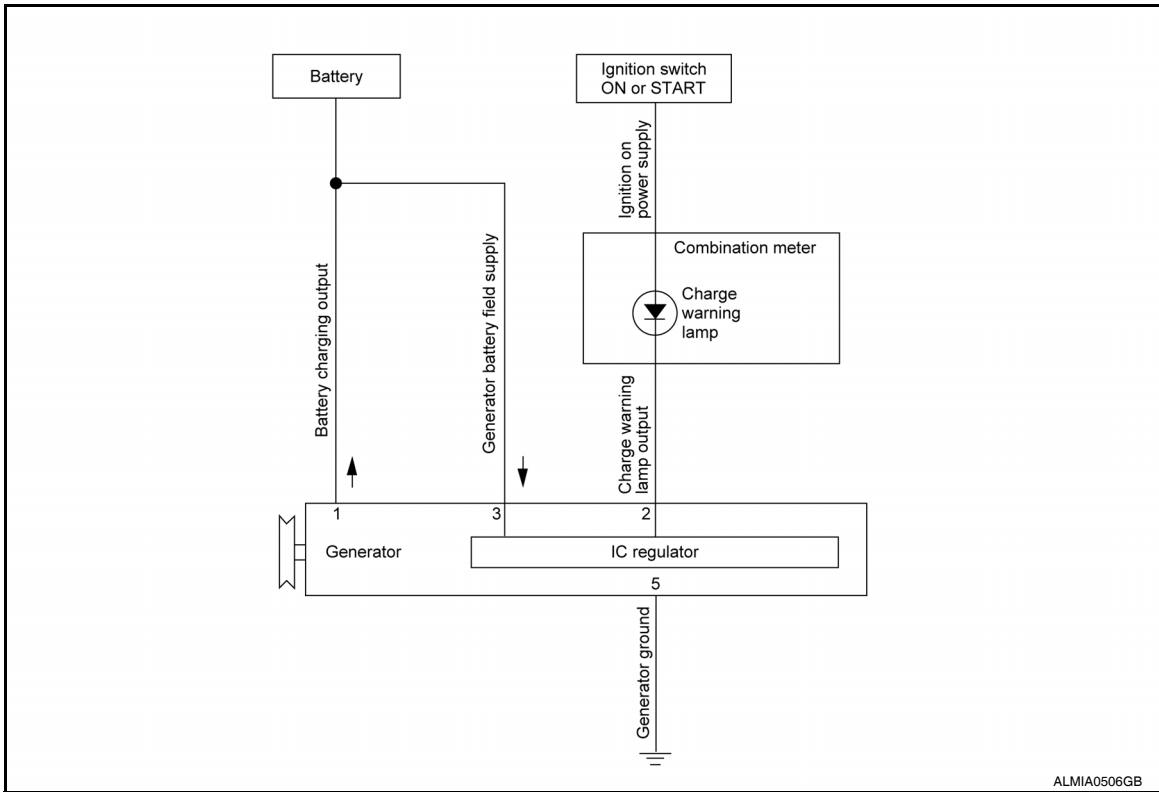 Battery
Ignition switch
ON or START
Ignition on
power supply
Combination meter
Charge
warning
lamp
Battery charging output
Generator battery field supply
Charge warning
lamp output
1
3
2
Generator
IC regulator
5
Generator ground
ALMIA0506GB